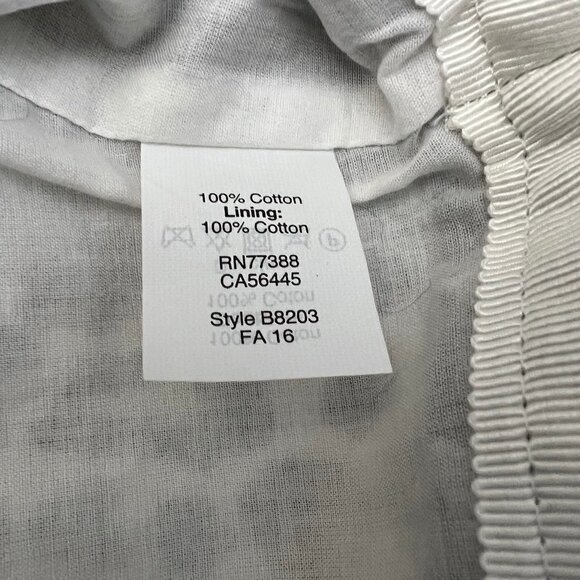 100% Cotton
Lining:
100% Cotton
RN77388
CA56445
Style B8203
FA 16